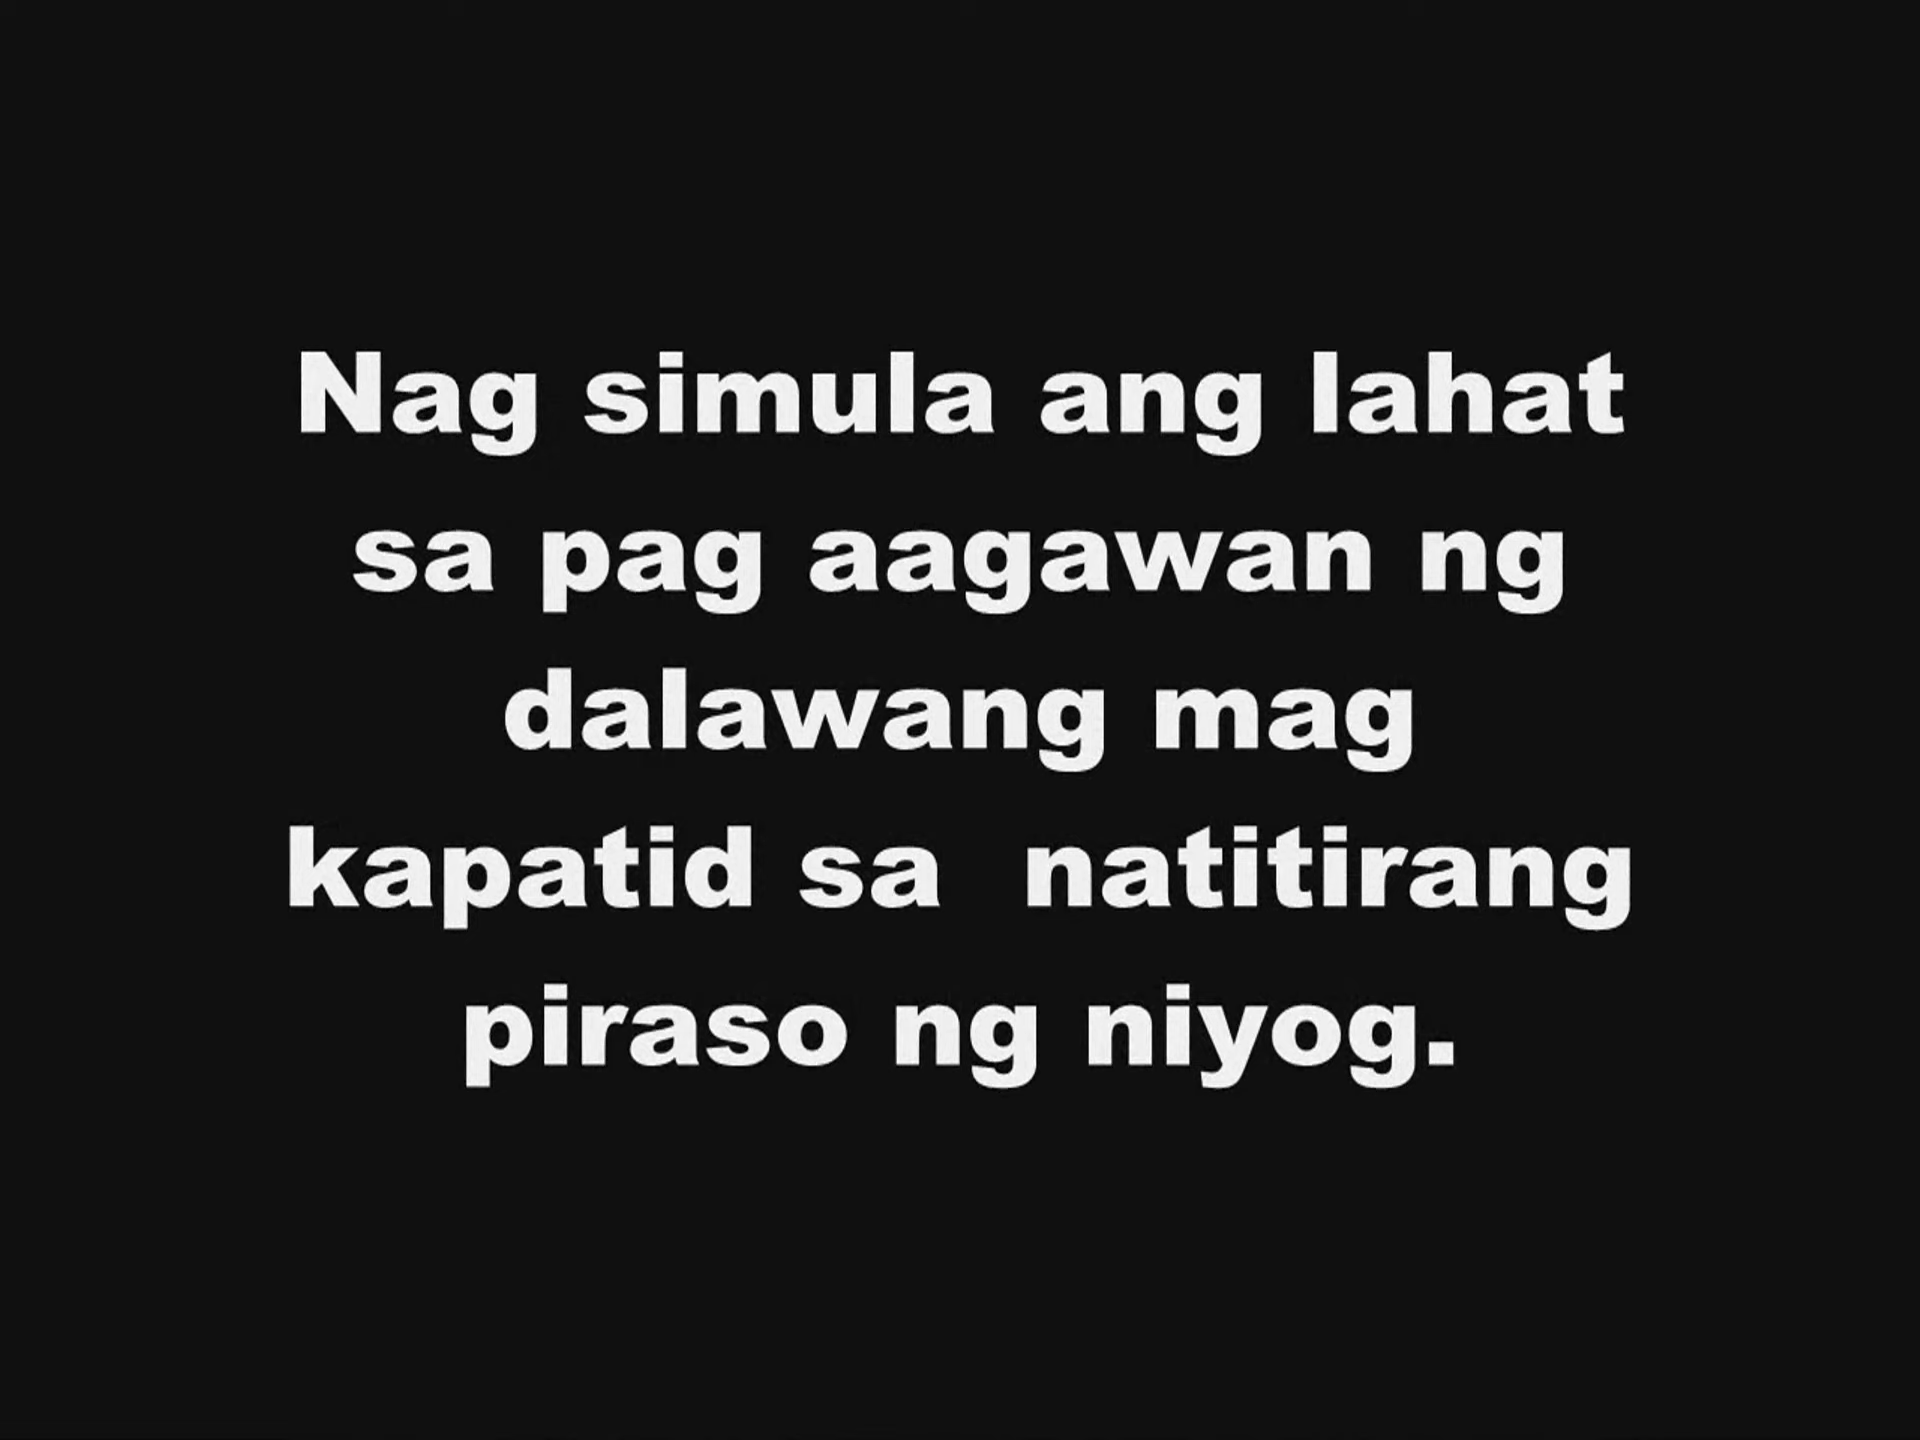 Nag simula ang lahat
sa pag aagawan ng
dalawang mag
kapatid sa  natitirang
piraso ng niyog.